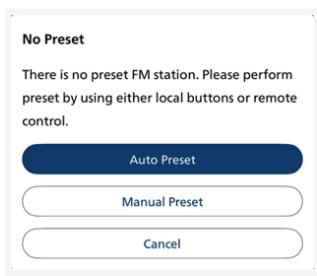 No Preset
There is no preset FM station. Please perform
preset by using either local buttons or remote
control.
Auto Preset
Manual Preset
Cancel